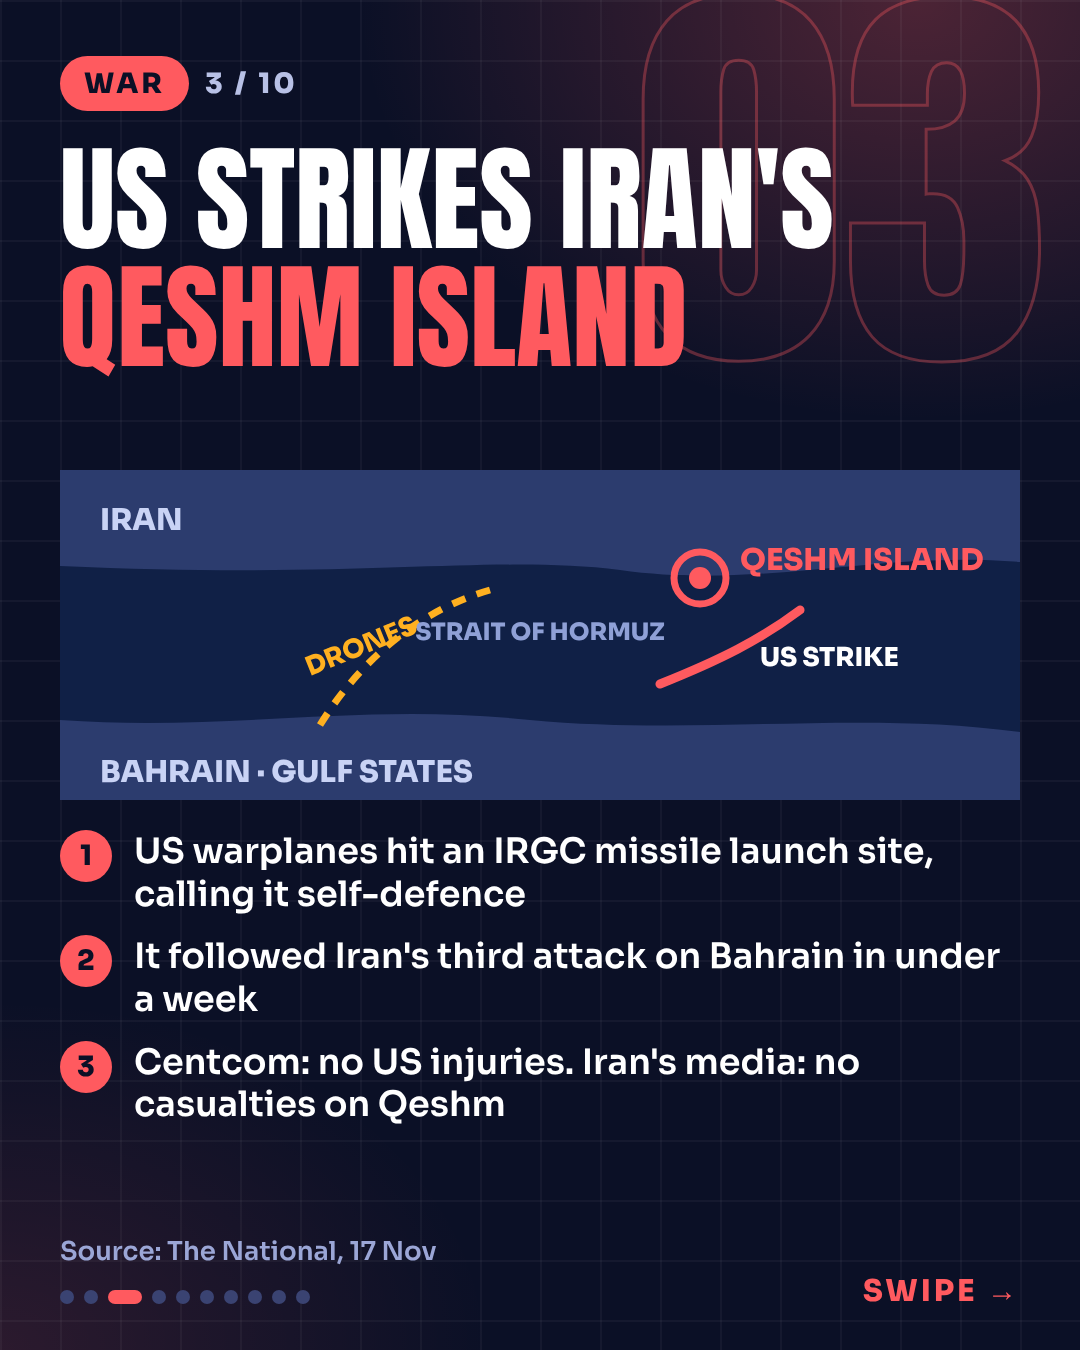 WAR 3 / 10
03
US STRIKES IRAN'S
QESHM ISLAND
IRAN
QESHM ISLAND
DRONES
STRAIT OF HORMUZ
US STRIKE
BAHRAIN · GULF STATES
1 US warplanes hit an IRGC missile launch site,
calling it self-defence
2 It followed Iran's third attack on Bahrain in under
a week
3 Centcom: no US injuries. Iran's media: no
casualties on Qeshm
Source: The National, 17 Nov
SWIPE →